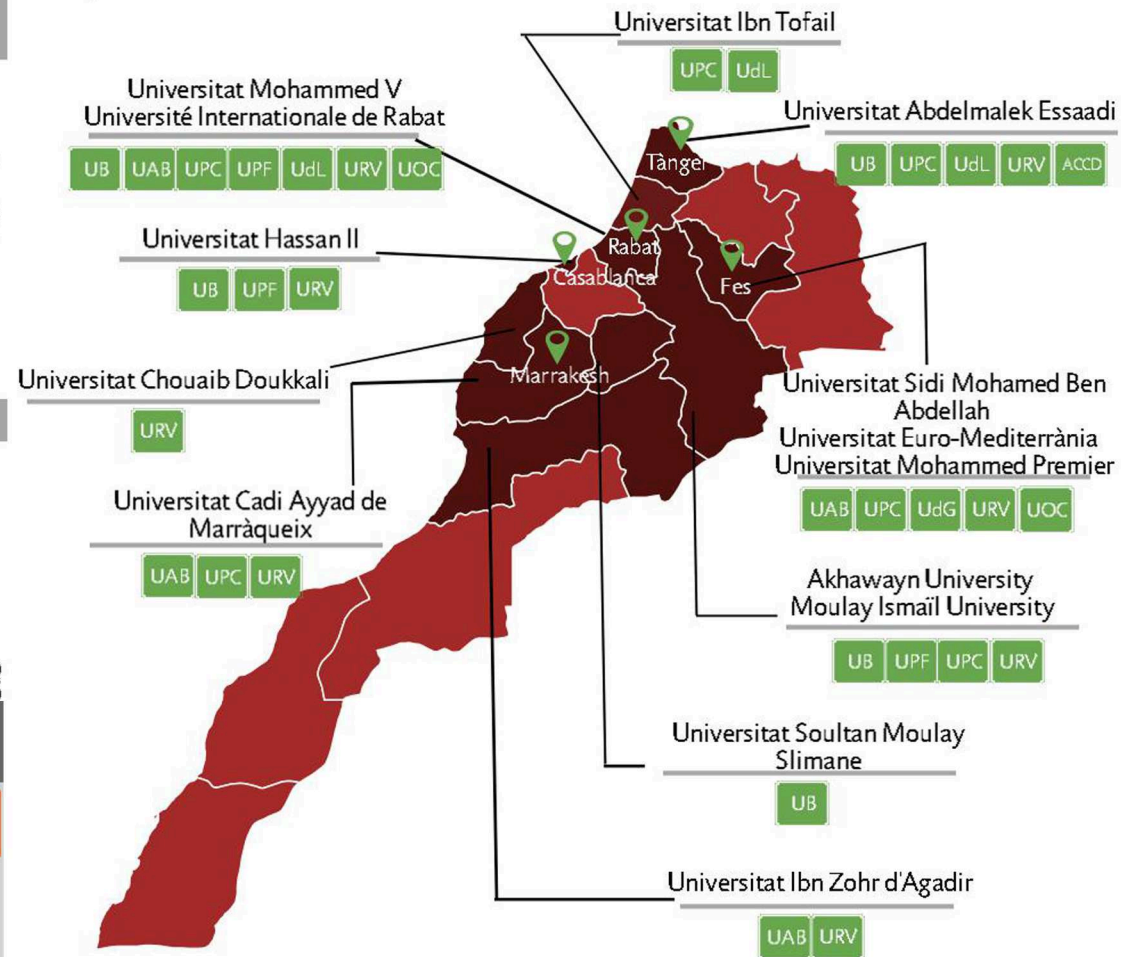 Universitat Ibn Tofail
UPC UdL
Universitat Mohammed V
Université Internationale de Rabat
UB UAB UPC UPF UdL URV UOC
Universitat Abdelmalek Essaadi
UB UPC UdL URV ACCD
Tànger
Universitat Hassan II
UB UPF URV
Rabat
Casablanca
Fes
Universitat Chouaib Doukkali
URV
Marrakesh
Universitat Sidi Mohamed Ben
Abdellah
Universitat Euro-Mediterrània
Universitat Mohammed Premier
UAB UPC UdG URV UOC
Universitat Cadi Ayyad de
Marràqueix
UAB UPC URV
Akhawayn University
Moulay Ismaïl University
UB UPF UPC URV
Universitat Soultan Moulay
Slimane
UB
Universitat Ibn Zohr d'Agadir
UAB URV